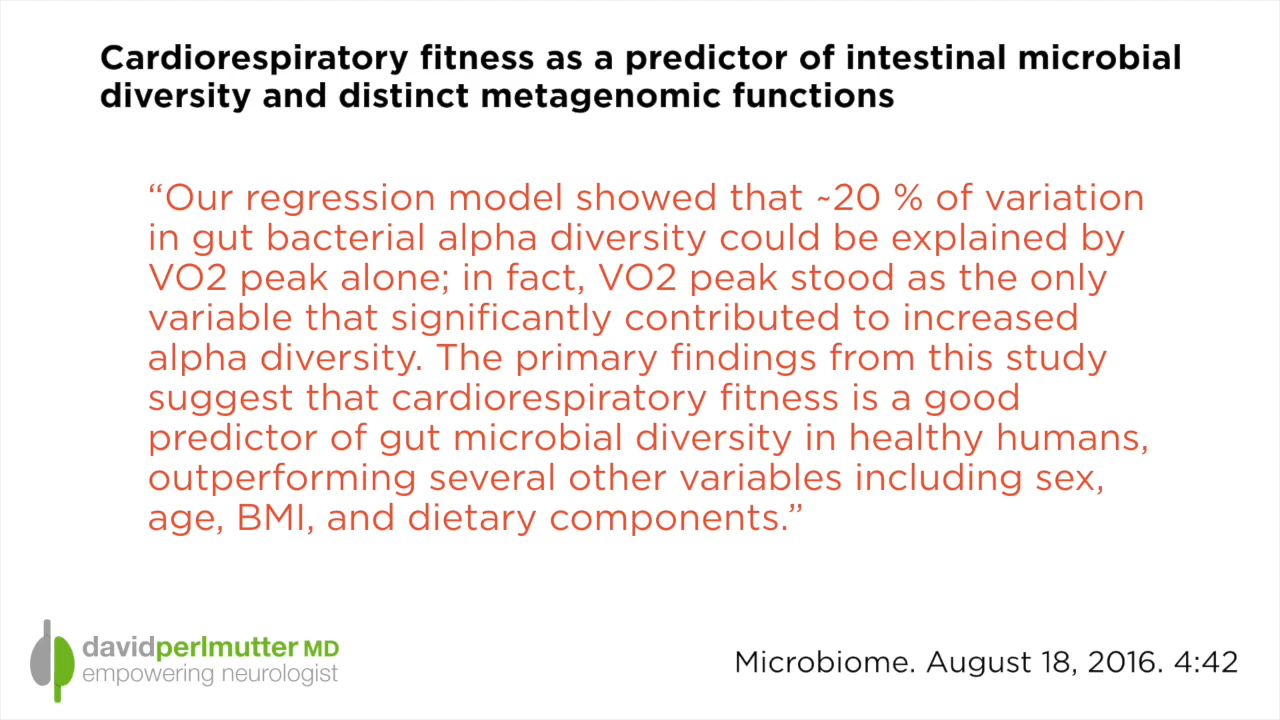 Cardiorespiratory fitness as a predictor of intestinal microbial
diversity and distinct metagenomic functions
“Our regression model showed that ~20 % of variation
in gut bacterial alpha diversity could be explained by
VO2 peak alone; in fact, VO2 peak stood as the only
variable that significantly contributed to increased
alpha diversity. The primary findings from this study
suggest that cardiorespiratory fitness is a good
predictor of gut microbial diversity in healthy humans,
outperforming several other variables including sex,
age, BMI, and dietary components.”
davidperlmutter MD
empowering neurologist
Microbiome. August 18, 2016. 4:42